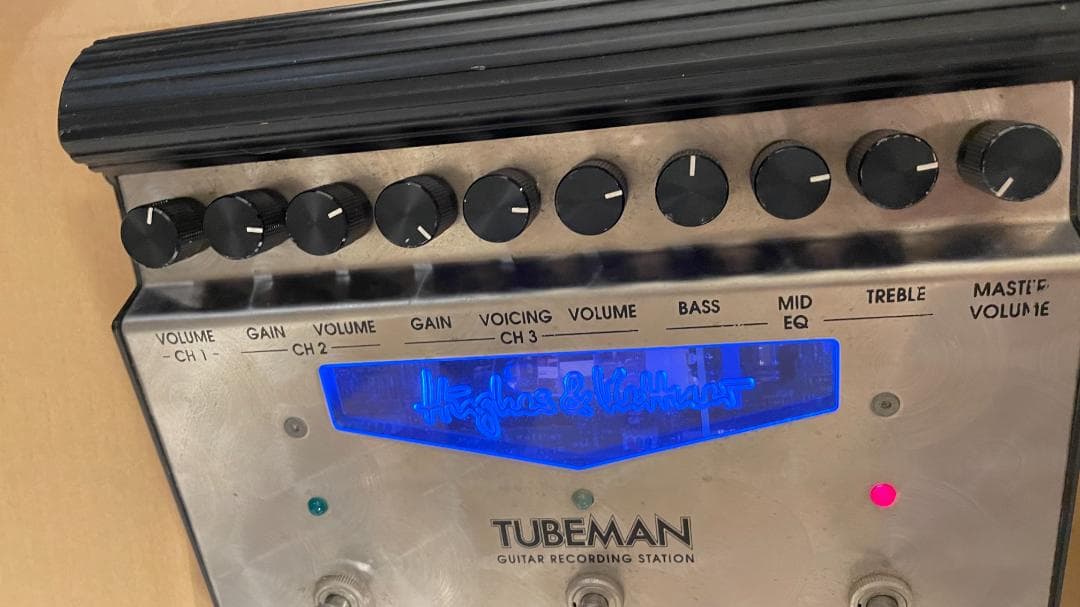 VOLUME
- CH 1 -
GAIN VOLUME
CH 2
GAIN VOICING VOLUME
CH 3
BASS MID TREBLE
EQ
MASTER
VOLUME
Hughes & Kettner
TUBEMAN
GUITAR RECORDING STATION